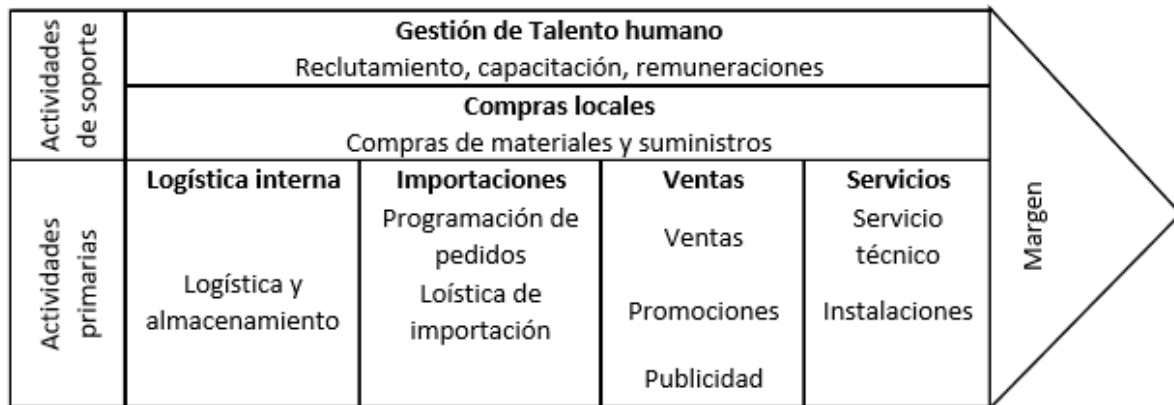 Actividades
de soporte
Gestión de Talento humano
Reclutamiento, capacitación, remuneraciones
Compras locales
Compras de materiales y suministros
Actividades
primarias
Logística interna
Logística y
almacenamiento
Importaciones
Programación de
pedidos
Loística de
importación
Ventas
Ventas
Promociones
Publicidad
Servicios
Servicio
técnico
Instalaciones
Margen